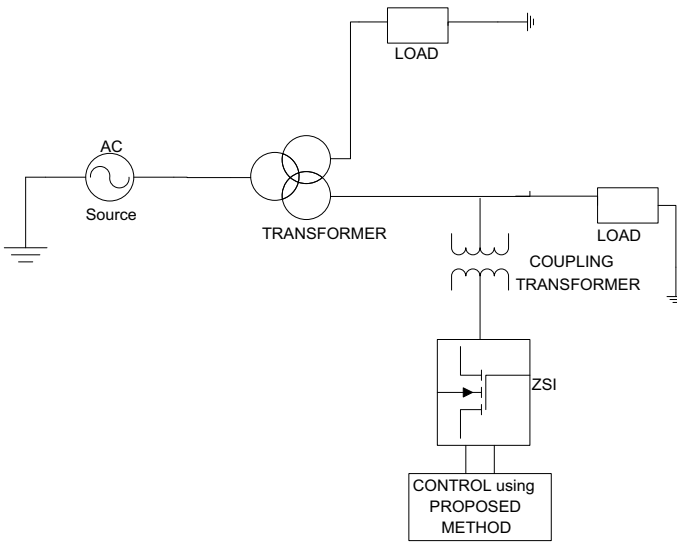 LOAD
AC
Source
TRANSFORMER
LOAD
COUPLING
TRANSFORMER
ZSI
CONTROL using
PROPOSED
METHOD